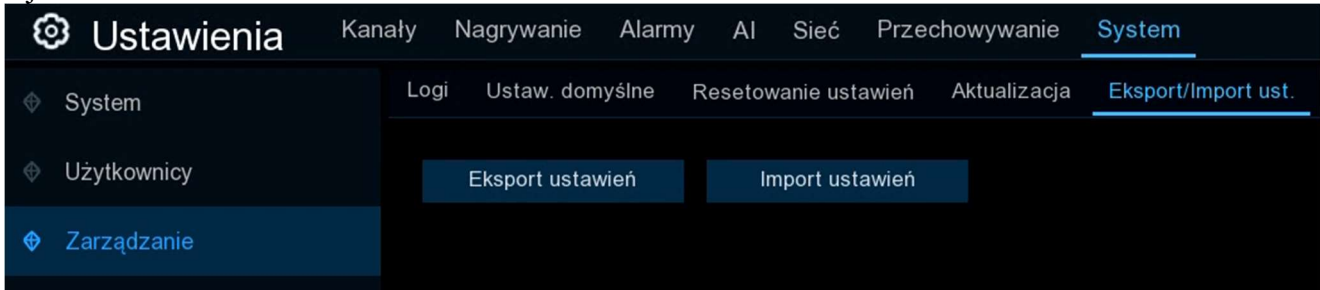 Ustawienia Kanały Nagrywanie Alarmy AI Sieć Przechowywanie System
System Logi Ustaw. domyślne Resetowanie ustawień Aktualizacja Eksport/Import ust.
Użytkownicy Eksport ustawień Import ustawień
Zarządzanie